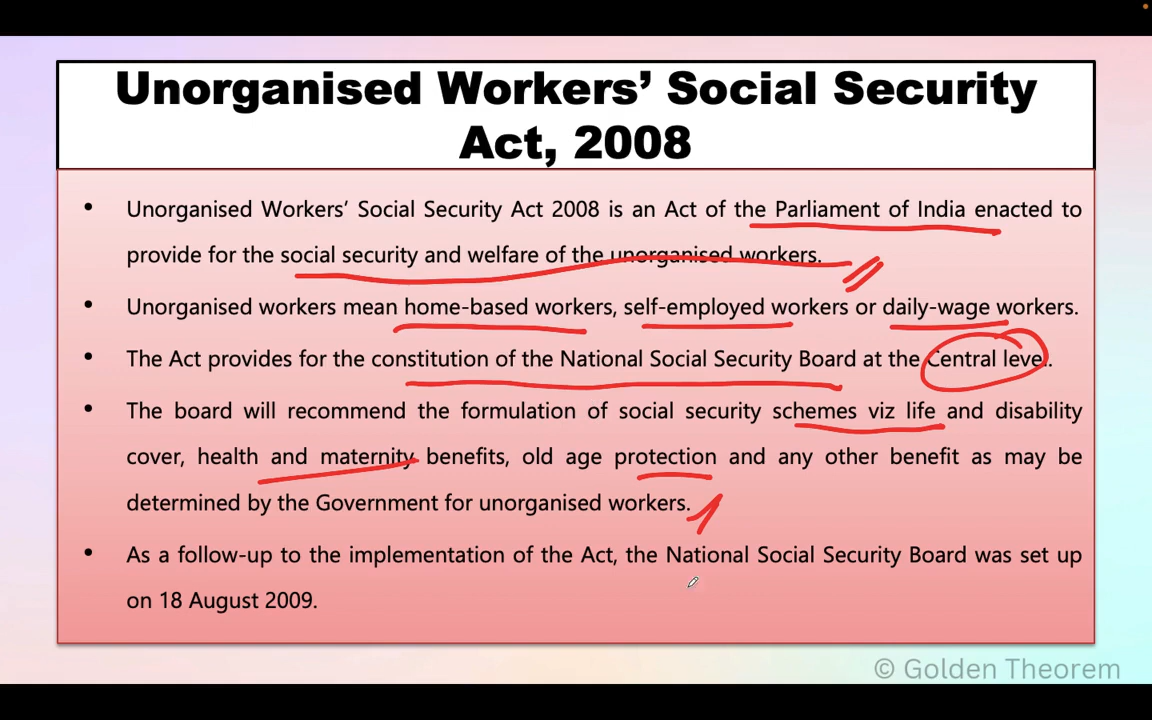 Unorganised Workers’ Social Security
Act, 2008
• Unorganised Workers’ Social Security Act 2008 is an Act of the Parliament of India enacted to
provide for the social security and welfare of the unorganised workers.
• Unorganised workers mean home-based workers, self-employed workers or daily-wage workers.
• The Act provides for the constitution of the National Social Security Board at the Central level.
• The board will recommend the formulation of social security schemes viz life and disability
cover, health and maternity benefits, old age protection and any other benefit as may be
determined by the Government for unorganised workers.
• As a follow-up to the implementation of the Act, the National Social Security Board was set up
on 18 August 2009.
© Golden Theorem